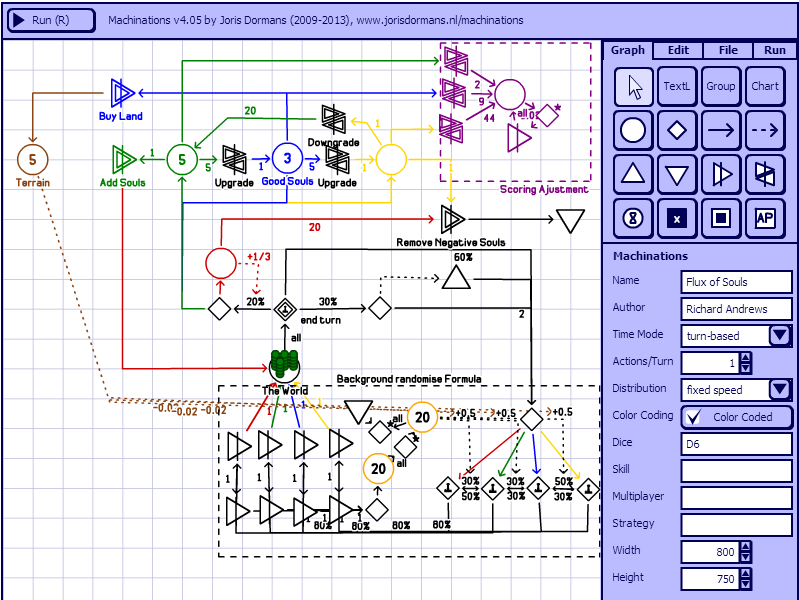 Run (R)
Machinations v4.05 by Joris Dormans (2009-2013), www.jorisdormans.nl/machinations
Graph Edit File Run
TextL Group Chart
x AP
Machinations
Name Flux of Souls
Author Richard Andrews
Time Mode turn-based
Actions/Turn 1
Distribution fixed speed
Color Coding Color Coded
Dice D6
Skill
Multiplayer
Strategy
Width 800
Height 750
2
9
44
all
Scoring Ajustment
Buy Land
20
Downgrade
1
5
Terrain
Add Souls
1
5
5
Upgrade
1
3
Good Souls
5
Upgrade
1
1
20
Remove Negative Souls
+1/3
60%
20%
30%
end turn
2
all
The World
Background randomise Formula
-0.02 -0.02
1 1 1 1
all
20
+0.5 +0.5 +0.5
all
20
30% 30% 50%
50% 30% 30%
1 1 1 1
1 1 1
80% 80% 80% 80%